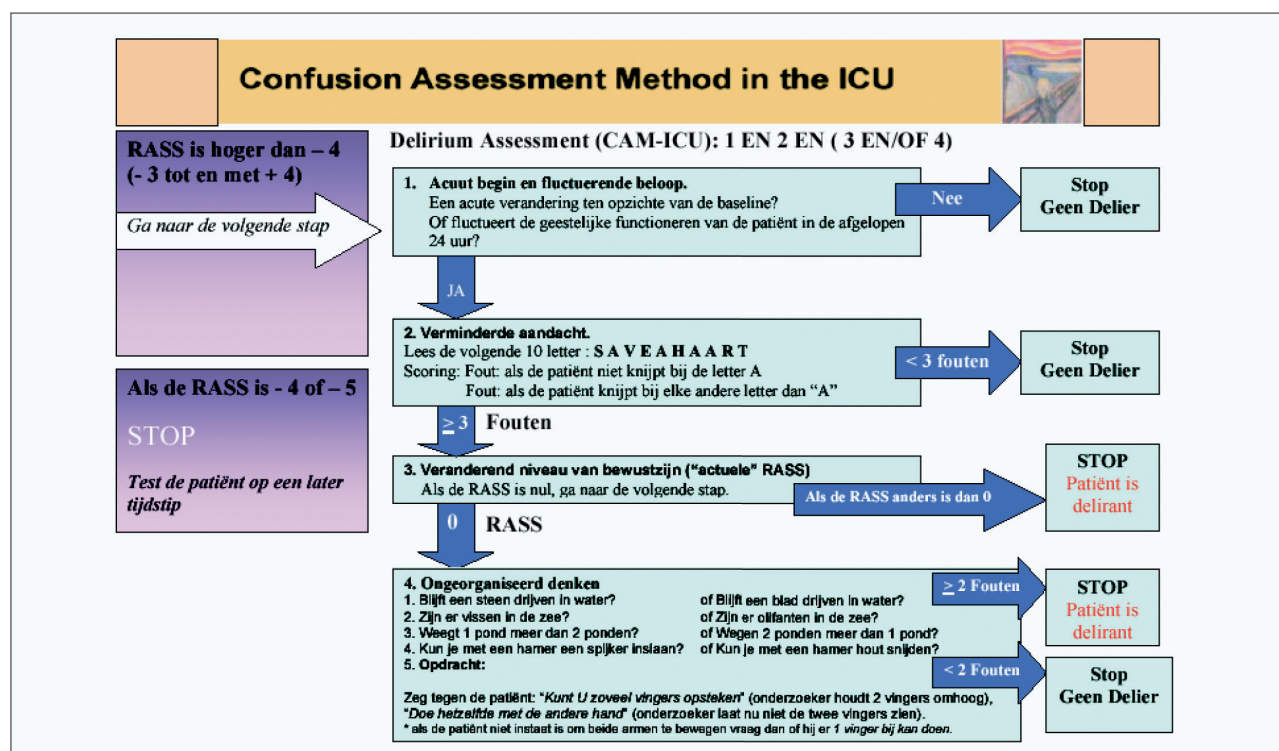 Confusion Assessment Method in the ICU
RASS is hoger dan – 4
(- 3 tot en met + 4)
Ga naar de volgende stap
Als de RASS is - 4 of – 5
STOP
Test de patiënt op een later
tijdstip
Delirium Assessment (CAM-ICU): 1 EN 2 EN ( 3 EN/OF 4)
1. Acuut begin en fluctuerende beloop.
Een acute verandering ten opzichte van de baseline?
Of fluctueert de geestelijke functioneren van de patiënt in de afgelopen
24 uur?
Nee
Stop
Geen Delier
JA
2. Verminderde aandacht.
Lees de volgende 10 letter : S A V E A H A A R T
Scoring: Fout: als de patiënt niet knijpt bij de letter A
Fout: als de patiënt knijpt bij elke andere letter dan “A”
< 3 fouten
Stop
Geen Delier
≥ 3 Fouten
3. Veranderend niveau van bewustzijn (“actuele” RASS)
Als de RASS is nul, ga naar de volgende stap.
Als de RASS anders is dan 0
STOP
Patiënt is
delirant
0 RASS
4. Ongeorganiseerd denken
1. Blijft een steen drijven in water? of Blijft een blad drijven in water?
2. Zijn er vissen in de zee? of Zijn er olifanten in de zee?
3. Weegt 1 pond meer dan 2 ponden? of Wegen 2 ponden meer dan 1 pond?
4. Kun je met een hamer een spijker inslaan? of Kun je met een hamer hout snijden?
5. Opdracht:
Zeg tegen de patiënt: “Kunt U zoveel vingers opsteken” (onderzoeker houdt 2 vingers omhoog),
“Doe hetzelfde met de andere hand” (onderzoeker laat nu niet de twee vingers zien).
* als de patiënt niet instaat is om beide armen te bewegen vraag dan of hij er 1 vinger bij kan doen.
≥ 2 Fouten
STOP
Patiënt is
delirant
< 2 Fouten
Stop
Geen Delier